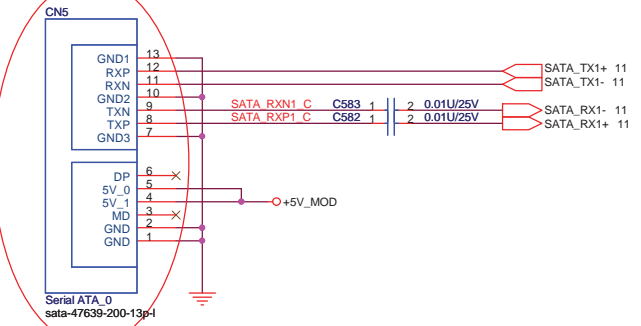 CN5
GND1 13
RXP 12 SATA_TX1+ 11
RXN 11 SATA_TX1- 11
GND2 10
TXN 9 SATA_RXN1_C C583 1 2 0.01U/25V SATA_RX1- 11
TXP 8 SATA_RXP1_C C582 1 2 0.01U/25V SATA_RX1+ 11
GND3 7
DP 6
5V_0 5
5V_1 4 +5V_MOD
MD 3
GND 2
GND 1
Serial ATA_0
sata-47639-200-13p-l